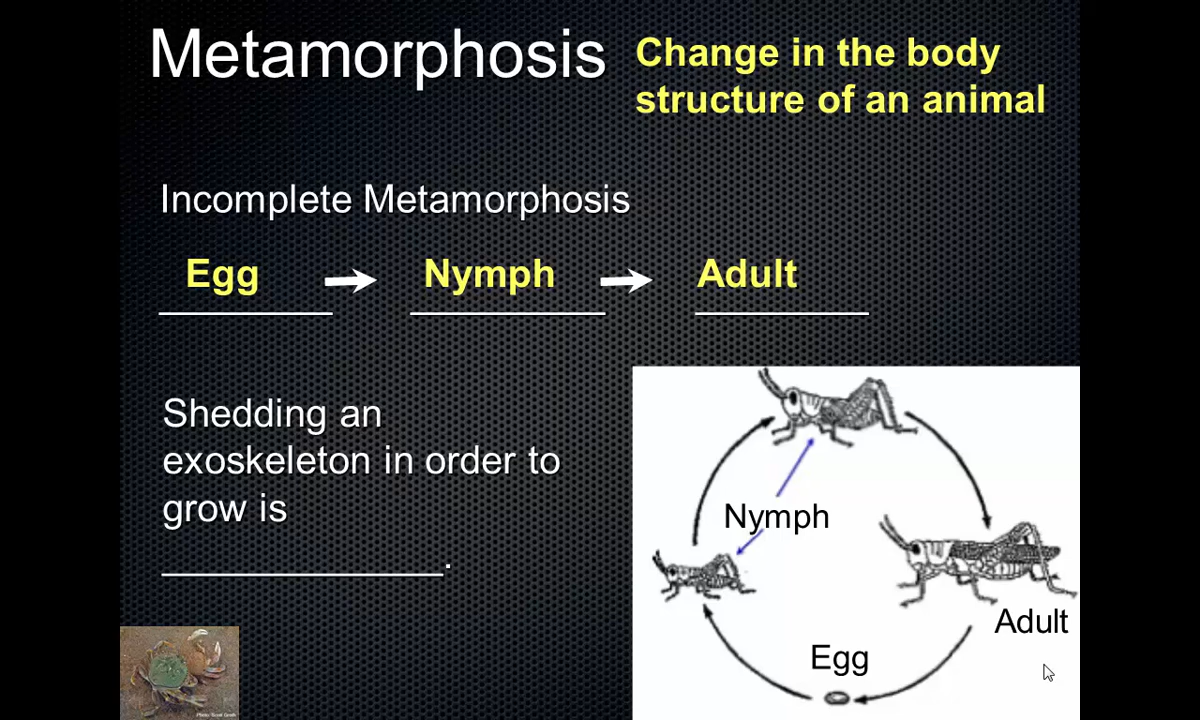 Metamorphosis
Change in the body
structure of an animal
Incomplete Metamorphosis
Egg
Nymph
Adult
Shedding an
exoskeleton in order to
grow is
______________.
Nymph
Adult
Egg